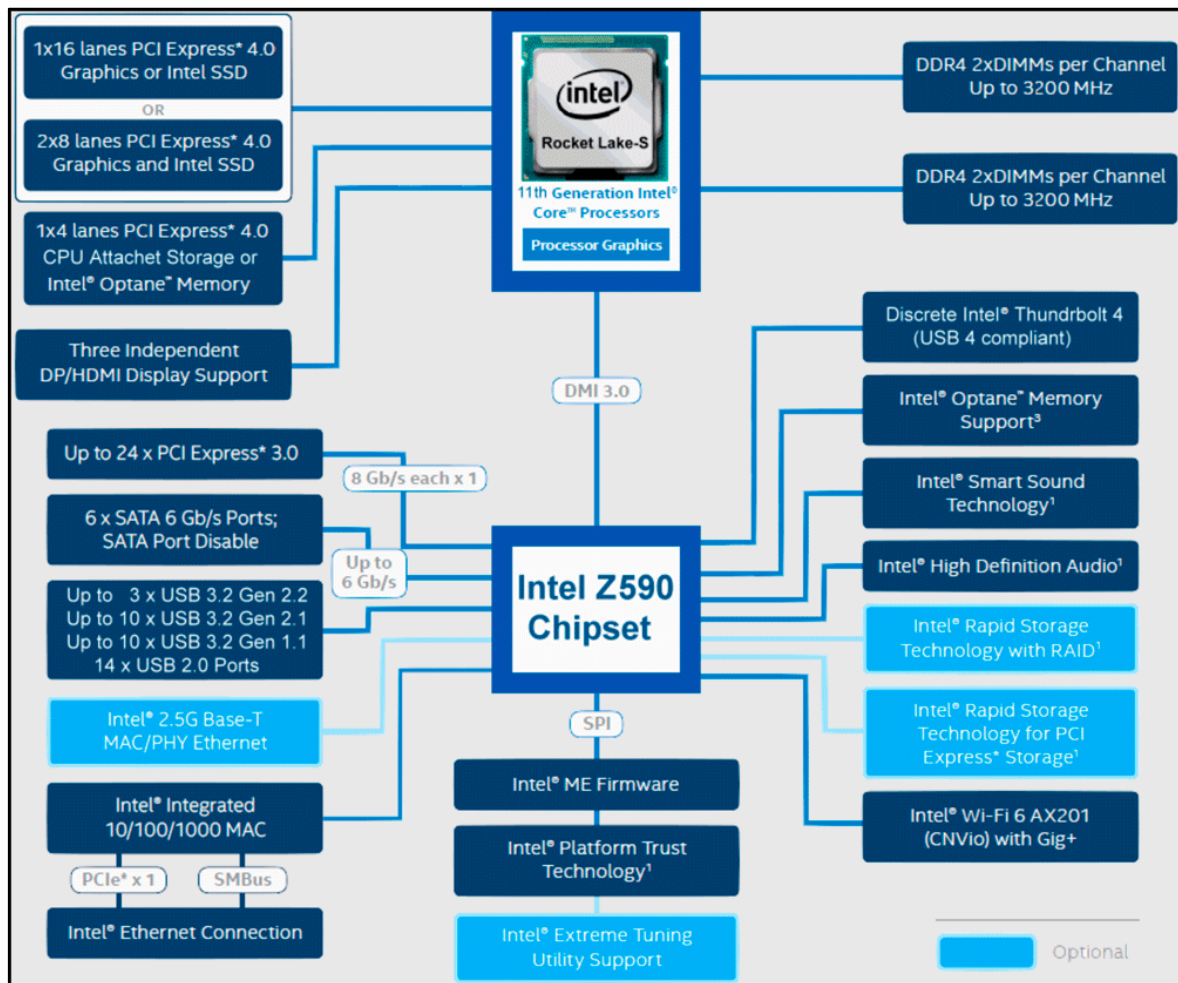 1x16 lanes PCI Express* 4.0
Graphics or Intel SSD
OR
2x8 lanes PCI Express* 4.0
Graphics and Intel SSD
1x4 lanes PCI Express* 4.0
CPU Attachet Storage or
Intel® Optane™ Memory
Three Independent
DP/HDMI Display Support
intel
Rocket Lake-S
11th Generation Intel®
Core™ Processors
Processor Graphics
DDR4 2xDIMMs per Channel
Up to 3200 MHz
DDR4 2xDIMMs per Channel
Up to 3200 MHz
DMI 3.0
Up to 24 x PCI Express* 3.0
8 Gb/s each x 1
6 x SATA 6 Gb/s Ports;
SATA Port Disable
Up to
6 Gb/s
Up to 3 x USB 3.2 Gen 2.2
Up to 10 x USB 3.2 Gen 2.1
Up to 10 x USB 3.2 Gen 1.1
14 x USB 2.0 Ports
Intel® 2.5G Base-T
MAC/PHY Ethernet
Intel® Integrated
10/100/1000 MAC
PCIe* x 1
SMBus
Intel® Ethernet Connection
Intel Z590
Chipset
SPI
Intel® ME Firmware
Intel® Platform Trust
Technology¹
Intel® Extreme Tuning
Utility Support
Discrete Intel® Thundrbolt 4
(USB 4 compliant)
Intel® Optane™ Memory
Support³
Intel® Smart Sound
Technology¹
Intel® High Definition Audio¹
Intel® Rapid Storage
Technology with RAID¹
Intel® Rapid Storage
Technology for PCI
Express* Storage¹
Intel® Wi-Fi 6 AX201
(CNVio) with Gig+
Optional